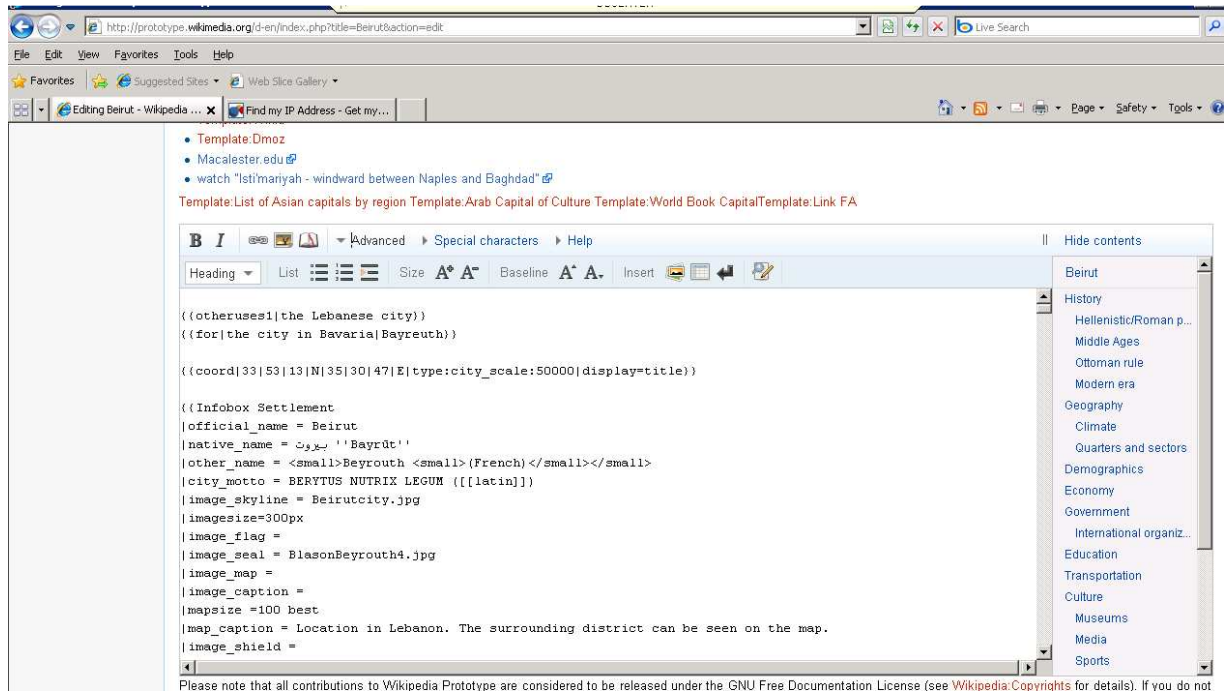 http://prototype.wikimedia.org/d-en/index.php?title=Beirut&action=edit
Live Search
File Edit View Favorites Tools Help
Favorites Suggested Sites Web Slice Gallery
Editing Beirut - Wikipedia ... Find my IP Address - Get my... Page Safety Tools
Template:Dmoz
Macalester.edu
watch "Isti'mariyah - windward between Naples and Baghdad"
Template:List of Asian capitals by region Template:Arab Capital of Culture Template:World Book CapitalTemplate:Link FA
B I Advanced Special characters Help Hide contents
Heading List Size A A Baseline A A Insert
Beirut
{{otheruses1|the Lebanese city}}
{{for|the city in Bavaria|Bayreuth}}
{{coord|33|53|13|N|35|30|47|E|type:city_scale:50000|display=title}}
{{Infobox Settlement
|official_name = Beirut
|native_name = بيروت ''Bayrūt''
|other_name = <small>Beyrouth <small>(French)</small></small>
|city_motto = BERYTUS NUTRIX LEGUM ([[latin]])
|image_skyline = Beirutcity.jpg
|imagesize=300px
|image_flag =
|image_seal = BlasonBeyrouth4.jpg
|image_map =
|image_caption =
|mapsize =100 best
|map_caption = Location in Lebanon. The surrounding district can be seen on the map.
|image_shield =
History
Hellenistic/Roman p...
Middle Ages
Ottoman rule
Modern era
Geography
Climate
Quarters and sectors
Demographics
Economy
Government
International organiz...
Education
Transportation
Culture
Museums
Media
Sports
Please note that all contributions to Wikipedia Prototype are considered to be released under the GNU Free Documentation License (see Wikipedia:Copyrights for details). If you do not